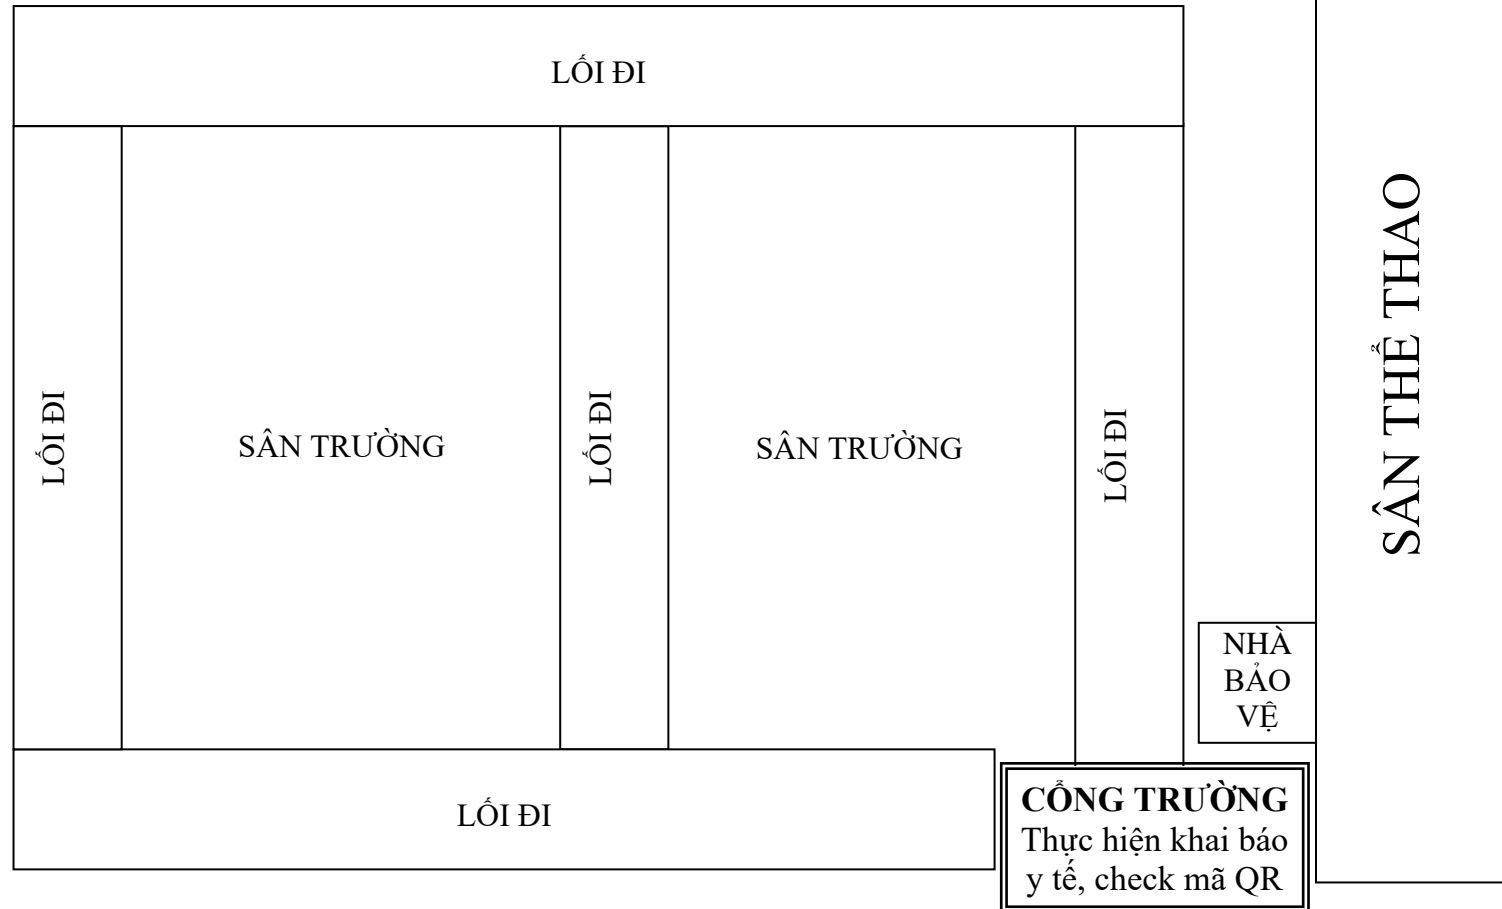 LỐI ĐI
LỐI ĐI
SÂN TRƯỜNG
LỐI ĐI
SÂN TRƯỜNG
LỐI ĐI
SÂN THỂ THAO
NHÀ
BẢO
VỆ
LỐI ĐI
CỔNG TRƯỜNG
Thực hiện khai báo
y tế, check mã QR